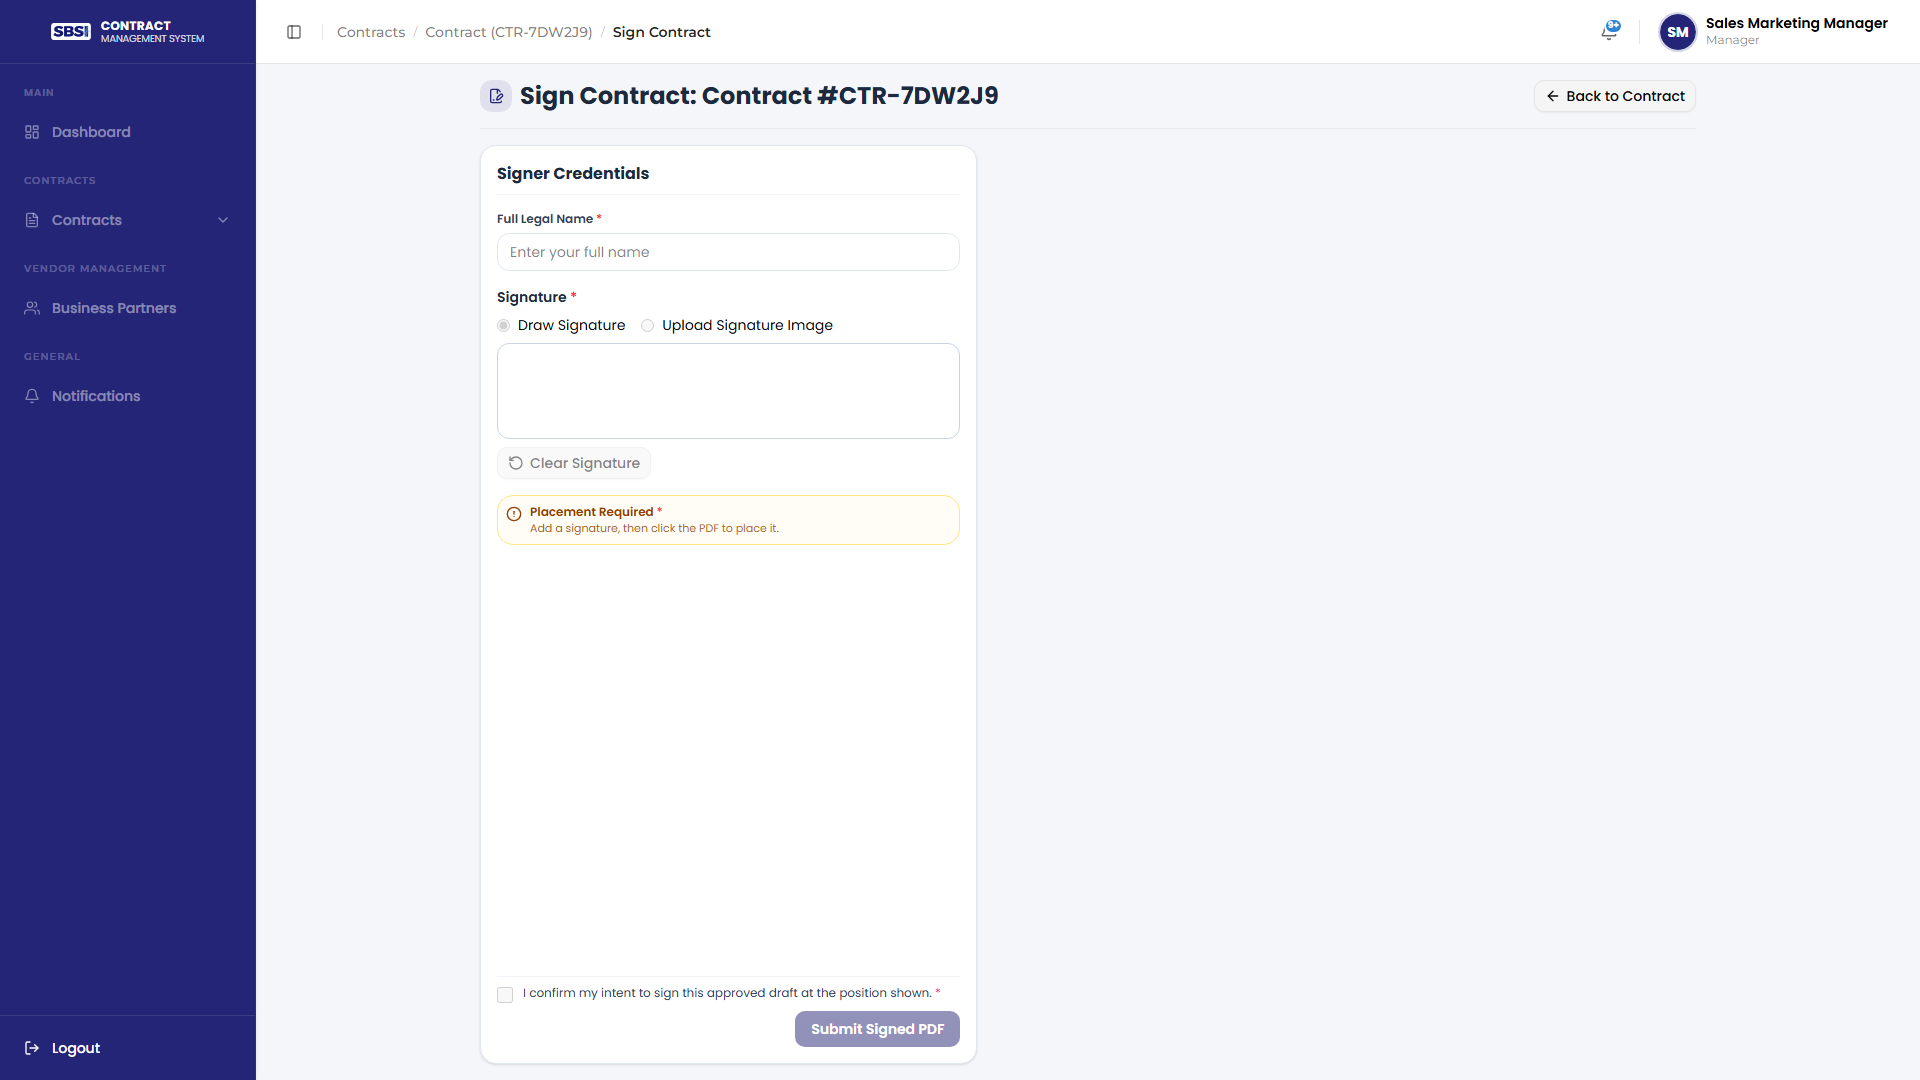 SBSI CONTRACT
MANAGEMENT SYSTEM
MAIN
Dashboard
CONTRACTS
Contracts
VENDOR MANAGEMENT
Business Partners
GENERAL
Notifications
Logout
Contracts / Contract (CTR-7DW2J9) / Sign Contract
9+
SM
Sales Marketing Manager
Manager
Sign Contract: Contract #CTR-7DW2J9
Back to Contract
Signer Credentials
Full Legal Name *
Enter your full name
Signature *
Draw Signature
Upload Signature Image
Clear Signature
Placement Required *
Add a signature, then click the PDF to place it.
I confirm my intent to sign this approved draft at the position shown. *
Submit Signed PDF